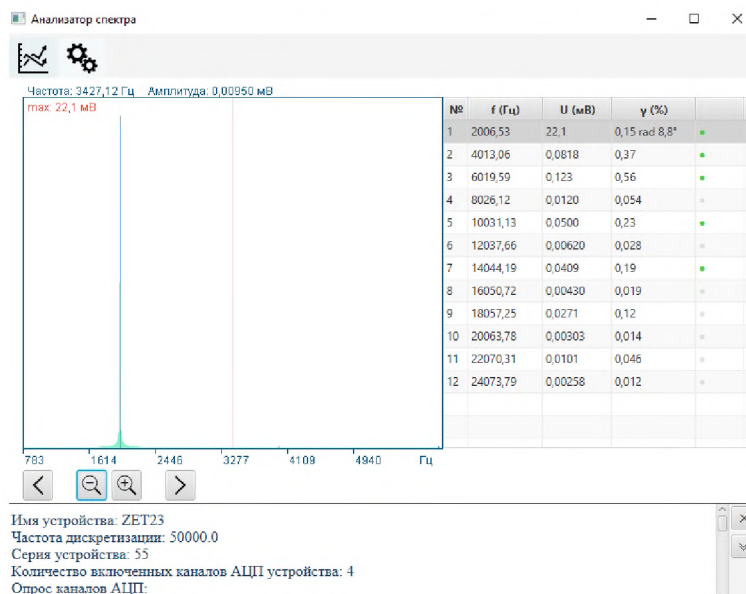 Анализатор спектра
Частота: 3427,12 Гц Амплитуда: 0,00950 мВ
max: 22,1 мВ
№ f (Гц) U (мВ) γ (%)
1 2006,53 22,1 0,15 rad 8,8°
2 4013,06 0,0818 0,37
3 6019,59 0,123 0,56
4 8026,12 0,0120 0,054
5 10031,13 0,0500 0,23
6 12037,66 0,00620 0,028
7 14044,19 0,0409 0,19
8 16050,72 0,00430 0,019
9 18057,25 0,0271 0,12
10 20063,78 0,00303 0,014
11 22070,31 0,0101 0,046
12 24073,79 0,00258 0,012
783 1614 2446 3277 4109 4940 Гц
Имя устройства: ZET23
Частота дискретизации: 50000.0
Серия устройства: 55
Количество включенных каналов АЦП устройства: 4
Опрос каналов АЦП: